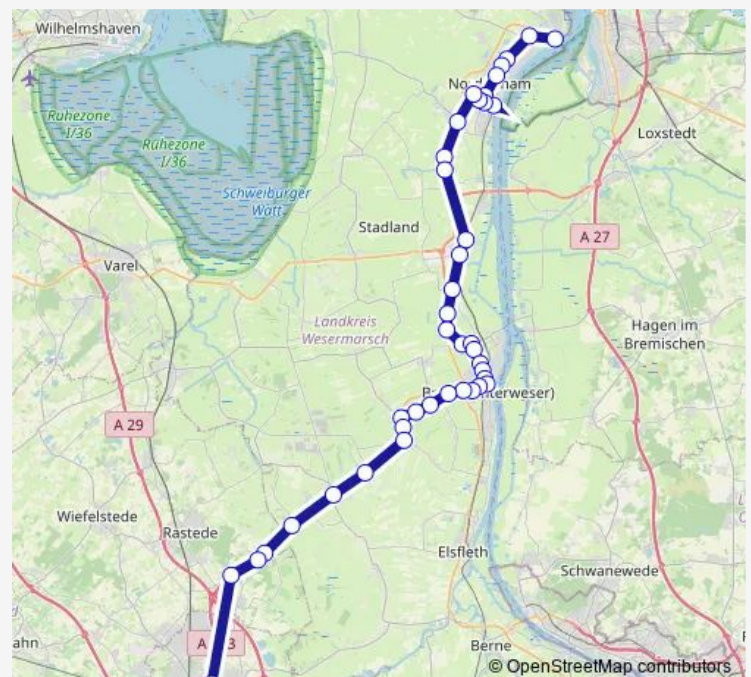 Wilhelmshaven
Ruhezone
I/36
Ruhezone
I/36
Loxstedt
Schweiburger
Watt
Stadland
A 27
Varel
Landkreis
Wesermarsch
Hagen im
Bremischen
A 29
Wiefelstede
Rastede
Elsfleth
Schwanewede
Berne
© OpenStreetMap contributors